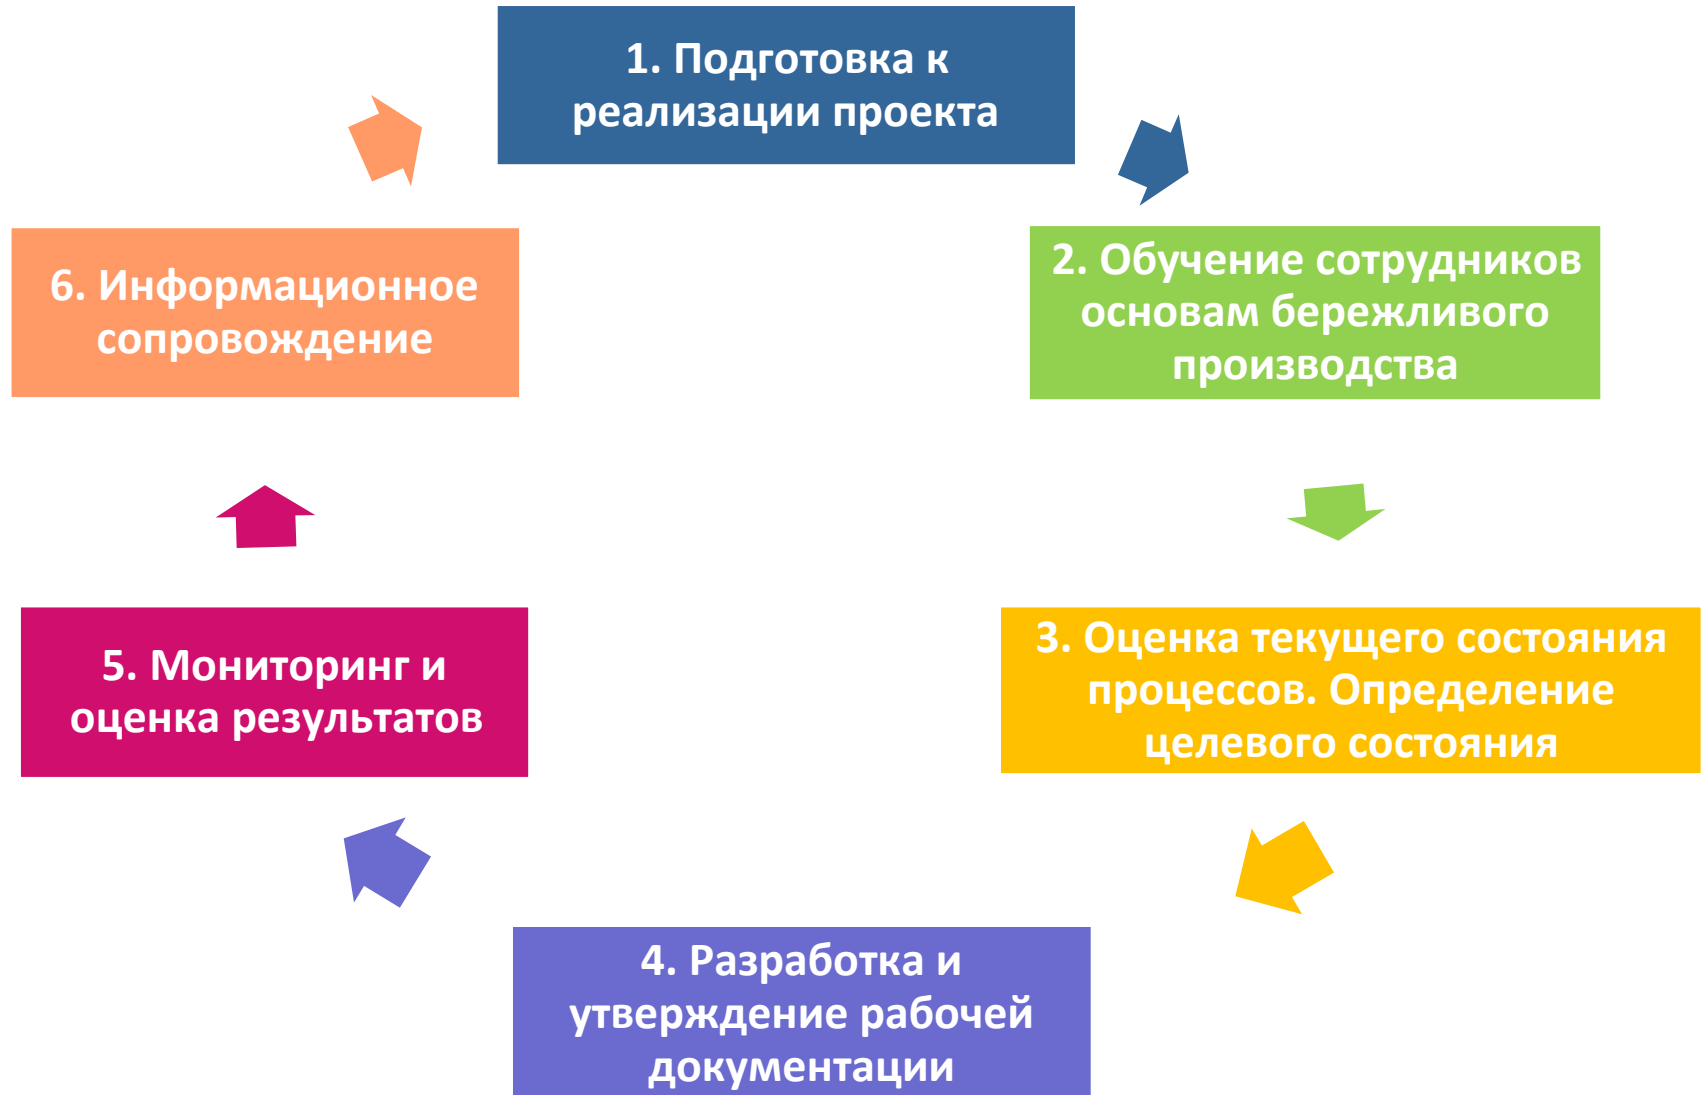 1. Подготовка к
реализации проекта
2. Обучение сотрудников
основам бережливого
производства
3. Оценка текущего состояния
процессов. Определение
целевого состояния
4. Разработка и
утверждение рабочей
документации
5. Мониторинг и
оценка результатов
6. Информационное
сопровождение